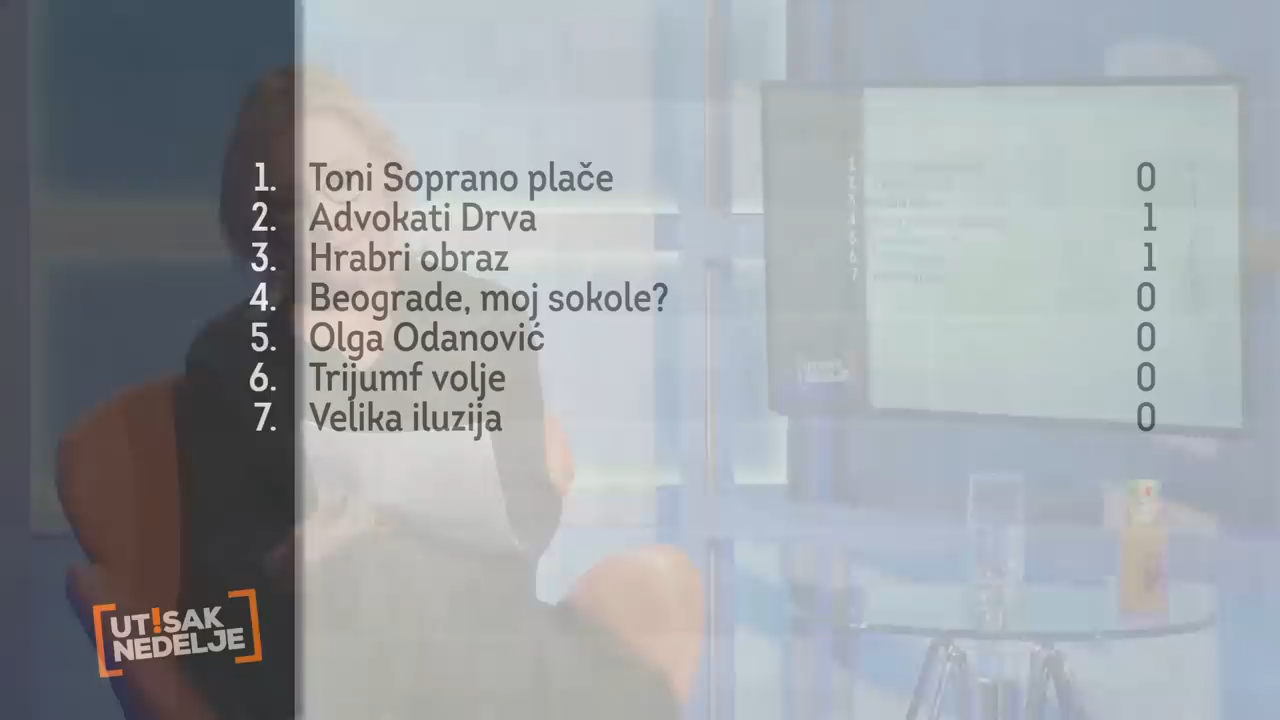 1. Toni Soprano plače 0
2. Advokati Drva 1
3. Hrabri obraz 1
4. Beograde, moj sokole? 0
5. Olga Odanović 0
6. Trijumf volje 0
7. Velika iluzija 0
UT!SAK
NEDELJE